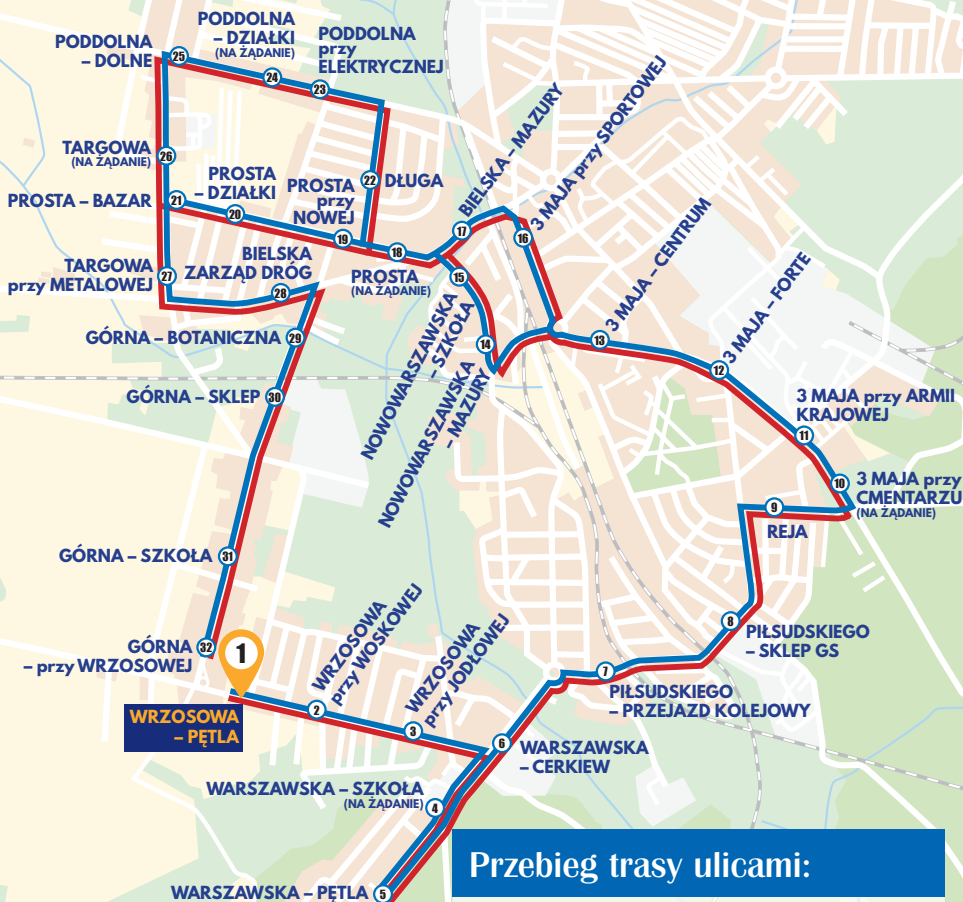 PODDOLNA
– DZIAŁKI
(NA ŻĄDANIE)
PODDOLNA
przy
ELEKTRYCZNEJ
PODDOLNA
– DOLNE
25
24
23
TARGOWA
(NA ŻĄDANIE)
26
PROSTA
– DZIAŁKI
PROSTA
przy
NOWEJ
22
DŁUGA
PROSTA – BAZAR
21
20
19
18
PROSTA
(NA ŻĄDANIE)
17
BIELSKA – MAZURY
16
3 MAJA przy SPORTOWEJ
TARGOWA
przy METALOWEJ
27
BIELSKA
ZARZĄD DRÓG
28
15
NOWOWARSZAWSKA
– SZKOŁA
14
NOWOWARSZAWSKA
– MAZURY
13
3 MAJA – CENTRUM
12
3 MAJA – FORTE
GÓRNA – BOTANICZNA
29
GÓRNA – SKLEP
30
3 MAJA przy ARMII
KRAJOWEJ
11
10
3 MAJA przy
CMENTARZU
(NA ŻĄDANIE)
9
REJA
GÓRNA – SZKOŁA
31
GÓRNA
– przy WRZOSOWEJ
32
1
WRZOSOWA
– PĘTLA
2
WRZOSOWA
przy WOSKOWEJ
3
WRZOSOWA
przy JODŁOWEJ
8
PIŁSUDSKIEGO
– SKLEP GS
7
PIŁSUDSKIEGO
– PRZEJAZD KOLEJOWY
6
WARSZAWSKA
– CERKIEW
WARSZAWSKA – SZKOŁA
(NA ŻĄDANIE)
4
WARSZAWSKA – PĘTLA
5
Przebieg trasy ulicami: